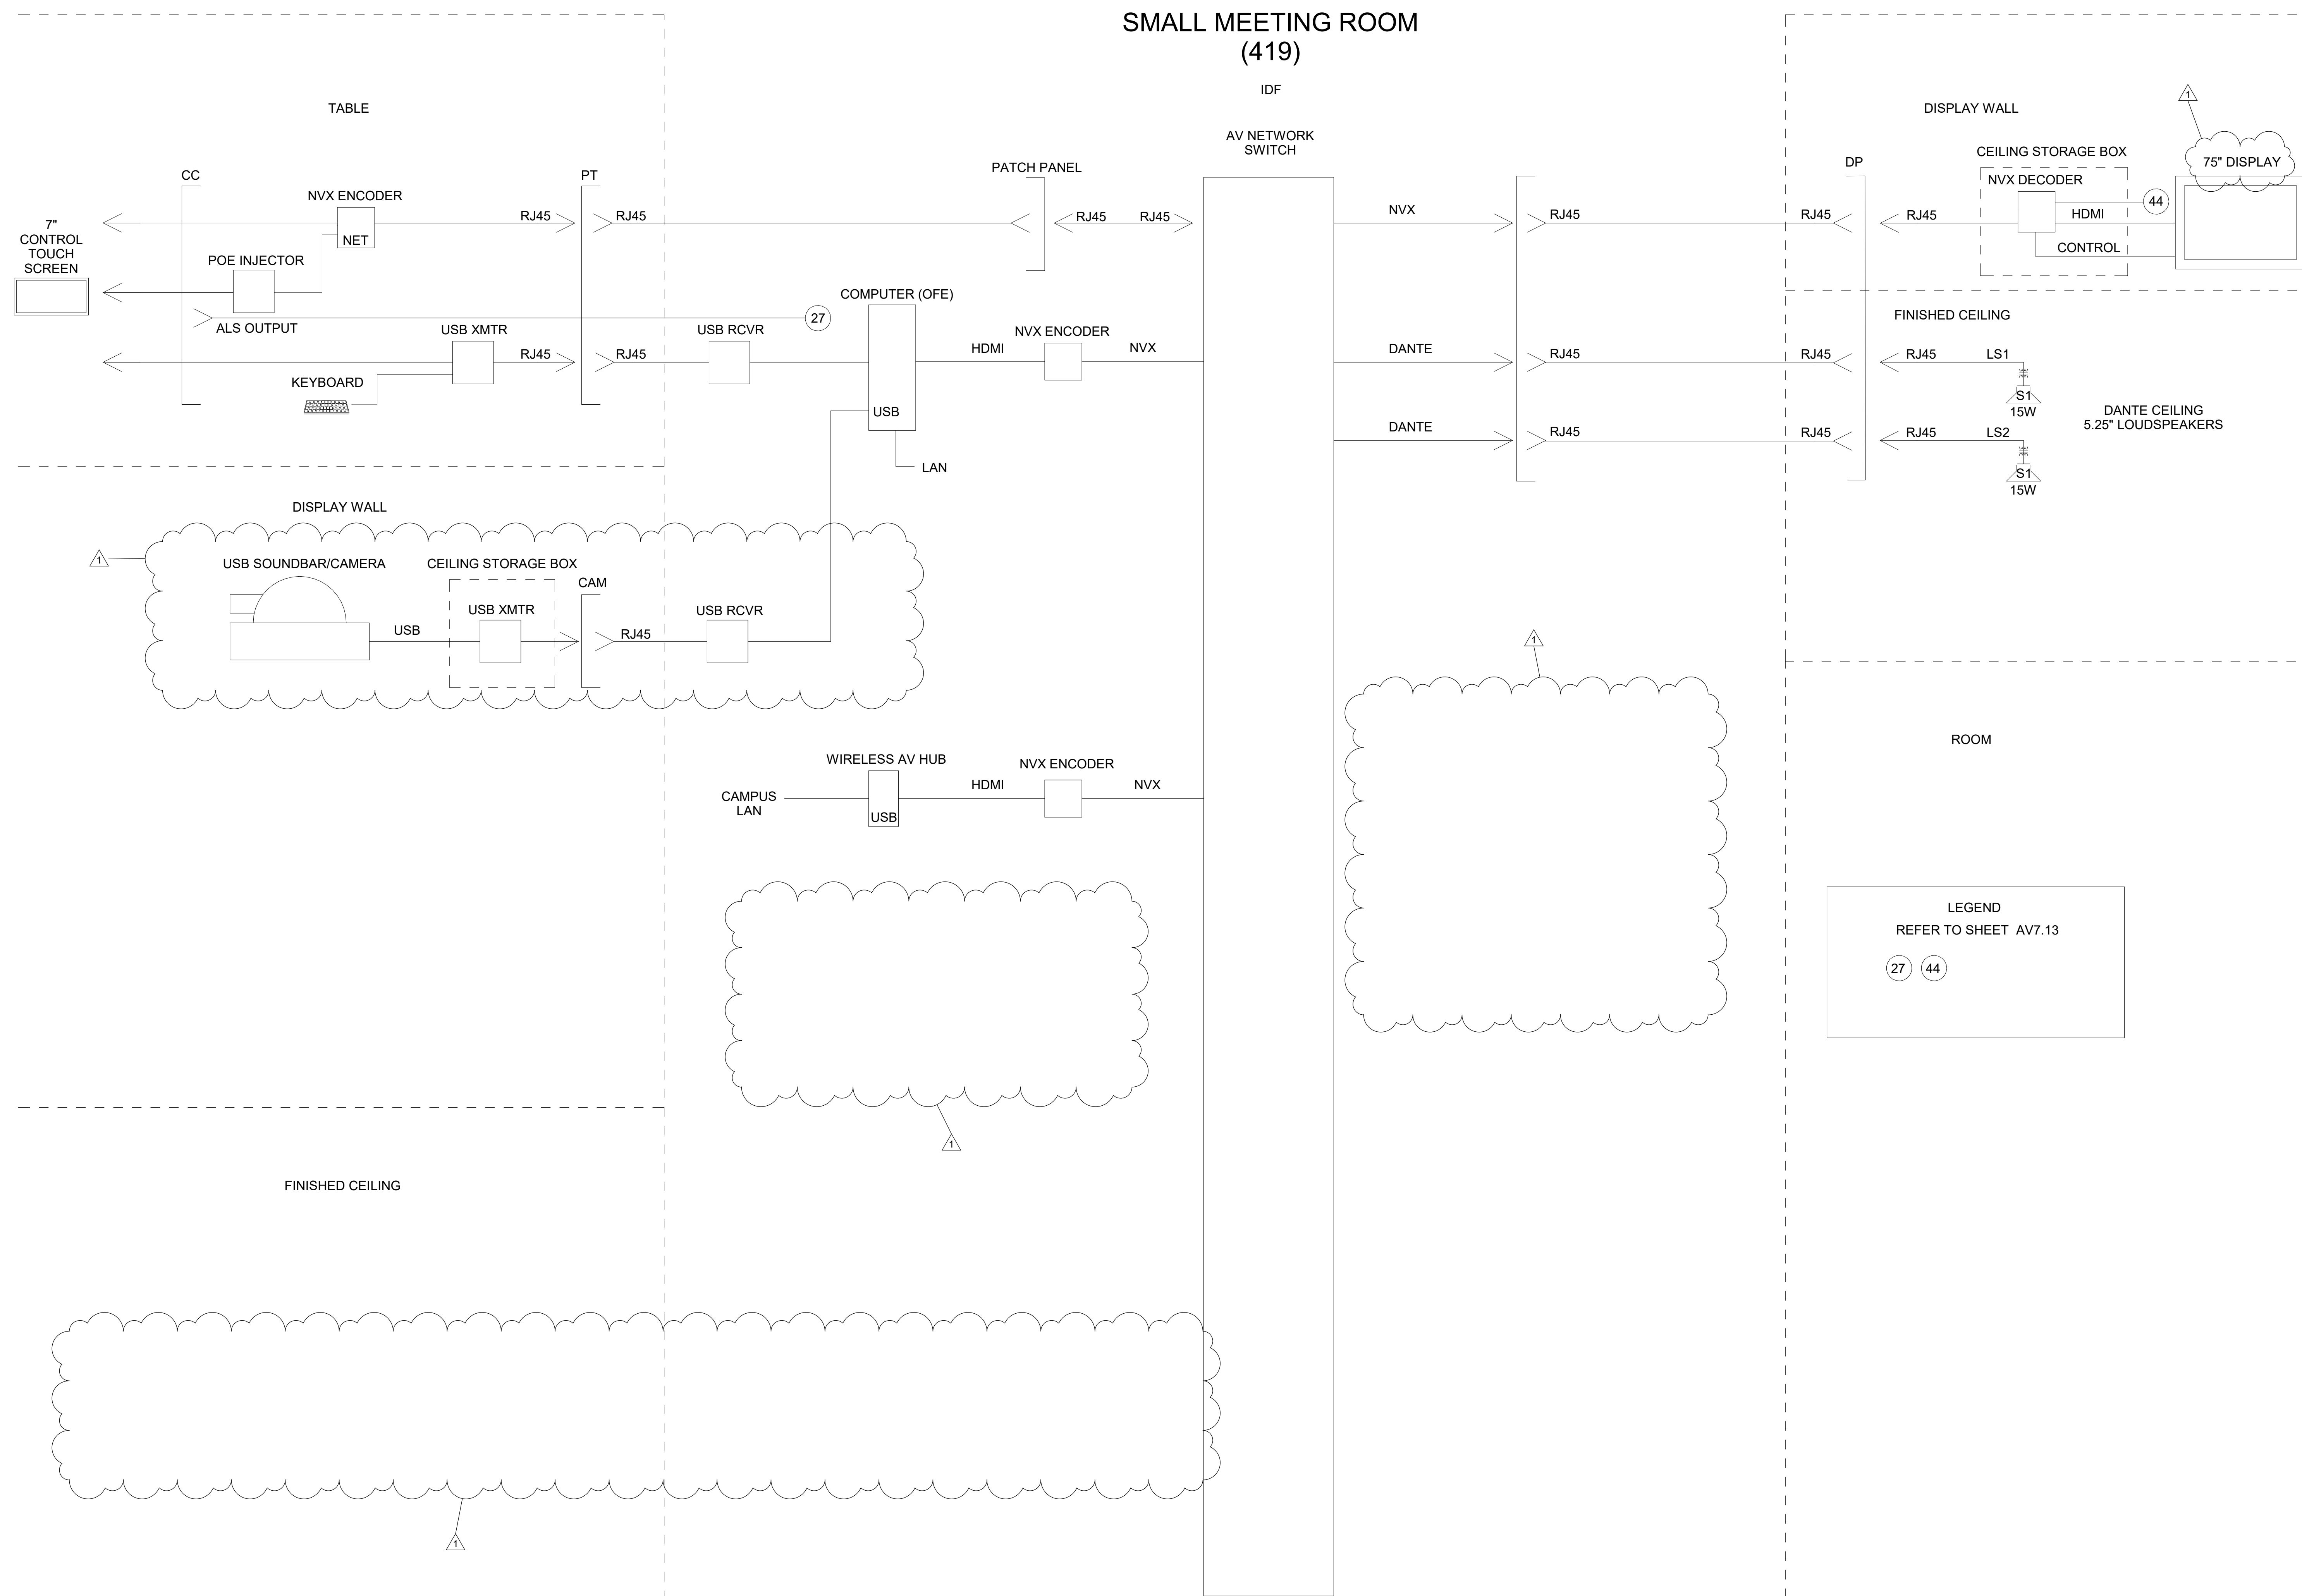 SMALL MEETING ROOM
(419)
IDF
TABLE
DISPLAY WALL
1
AV NETWORK
SWITCH
CEILING STORAGE BOX
75" DISPLAY
CC
PT
PATCH PANEL
DP
NVX DECODER
NVX ENCODER
44
7"
CONTROL
TOUCH
SCREEN
RJ45
RJ45
RJ45
RJ45
NVX
RJ45
RJ45
RJ45
HDMI
NET
CONTROL
POE INJECTOR
COMPUTER (OFE)
27
ALS OUTPUT
FINISHED CEILING
USB XMTR
USB RCVR
NVX ENCODER
RJ45
RJ45
HDMI
NVX
DANTE
RJ45
RJ45
RJ45
LS1
KEYBOARD
S1
15W
USB
DANTE CEILING
5.25" LOUDSPEAKERS
DANTE
RJ45
RJ45
RJ45
LS2
LAN
S1
15W
DISPLAY WALL
1
USB SOUNDBAR/CAMERA
CEILING STORAGE BOX
CAM
USB XMTR
USB RCVR
USB
RJ45
1
ROOM
WIRELESS AV HUB
NVX ENCODER
CAMPUS
LAN
HDMI
NVX
USB
LEGEND
REFER TO SHEET AV7.13
27
44
1
FINISHED CEILING
1